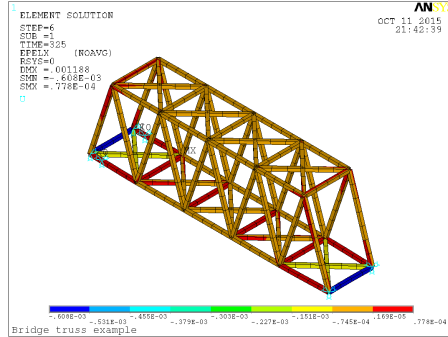 1
ELEMENT SOLUTION
STEP=6
SUB =1
TIME=325
EPELX (NOAVG)
RSYS=0
DMX =.001188
SMN =-.608E-03
SMX =.778E-04
OCT 11 2015
21:42:39
MX
-.608E-03
-.531E-03
-.455E-03
-.379E-03
-.303E-03
-.227E-03
-.151E-03
-.745E-04
.169E-05
.778E-04
Bridge truss example